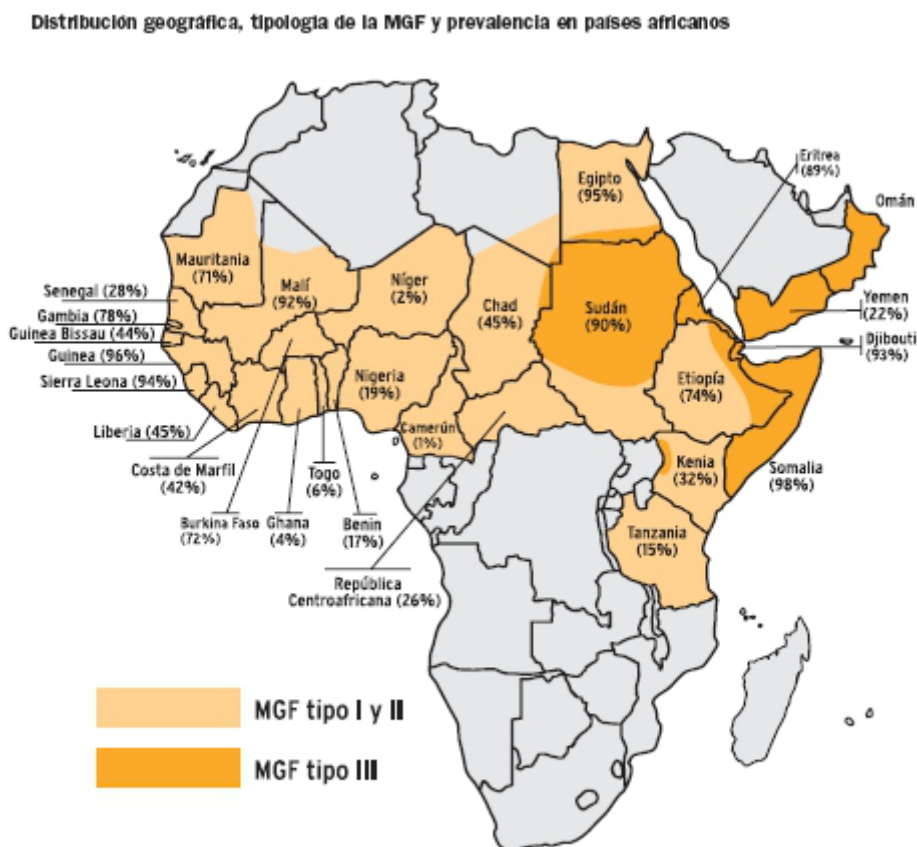 Distribución geográfica, tipología de la MGF y prevalencia en países africanos
Eritrea
(89%)
Egipto
(95%)
Omán
Mauritania
(71%)
Malí
(92%)
Níger
(2%)
Chad
(45%)
Sudán
(90%)
Yemen
(22%)
Senegal (28%)
Gambia (78%)
Guinea Bissau (44%)
Guinea (96%)
Sierra Leona (94%)
Djibouti
(93%)
Nigeria
(19%)
Etiopía
(74%)
Liberia (45%)
Camerún
(1%)
Costa de Marfil
(42%)
Togo
(6%)
Kenia
(32%)
Somalia
(98%)
Burkina Faso
(72%)
Ghana
(4%)
Benin
(17%)
Tanzania
(15%)
República
Centroafricana (26%)
MGF tipo I y II
MGF tipo III